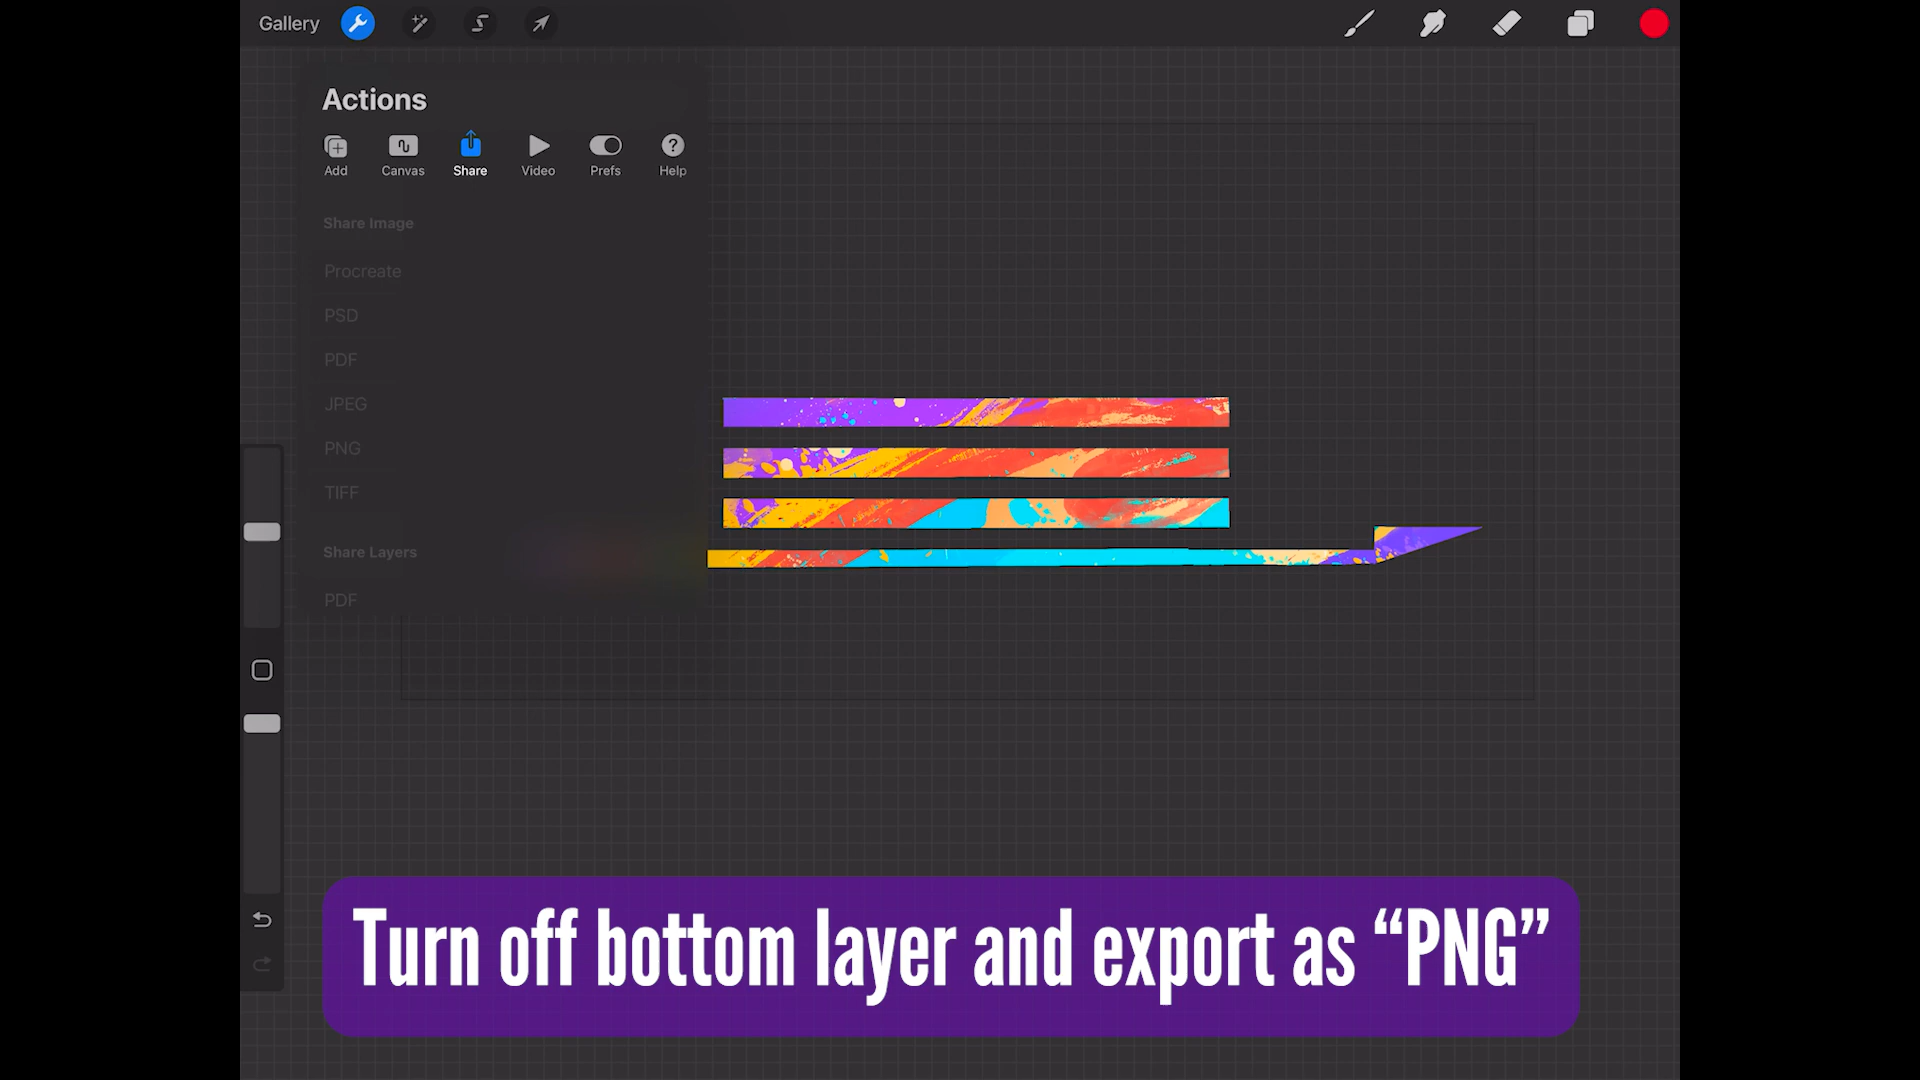 Gallery
Actions
Add Canvas Share Video Prefs Help
Share Image
Procreate
PSD
PDF
JPEG
PNG
TIFF
Share Layers
PDF
Turn off bottom layer and export as “PNG”